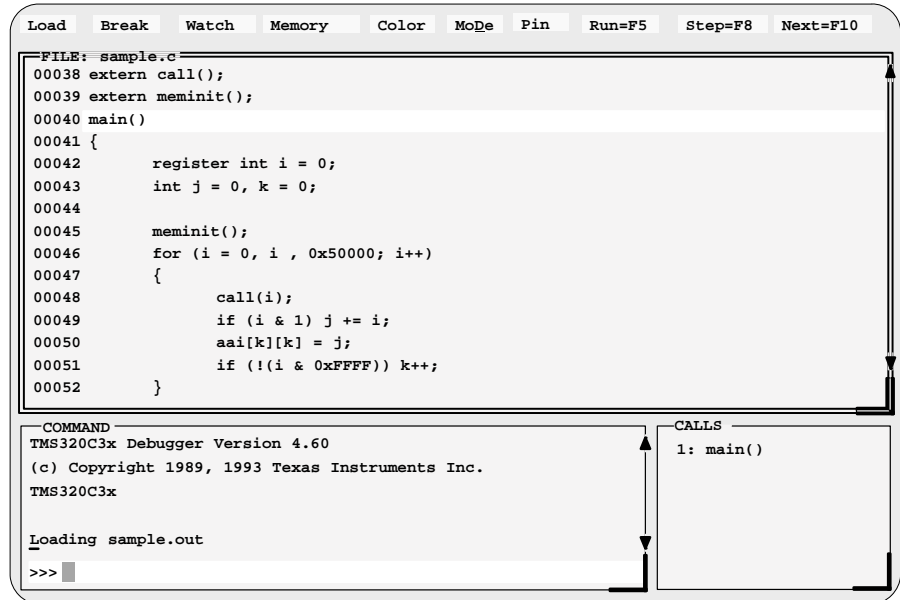 Load Break Watch Memory Color MoDe Pin Run=F5 Step=F8 Next=F10
FILE: sample.c
00038 extern call();
00039 extern meminit();
00040 main()
00041 {
00042 register int i = 0;
00043 int j = 0, k = 0;
00044
00045 meminit();
00046 for (i = 0, i , 0x50000; i++)
00047 {
00048 call(i);
00049 if (i & 1) j += i;
00050 aai[k][k] = j;
00051 if (!(i & 0xFFFF)) k++;
00052 }
COMMAND
TMS320C3x Debugger Version 4.60
(c) Copyright 1989, 1993 Texas Instruments Inc.
TMS320C3x
Loading sample.out
>>>
CALLS
1: main()